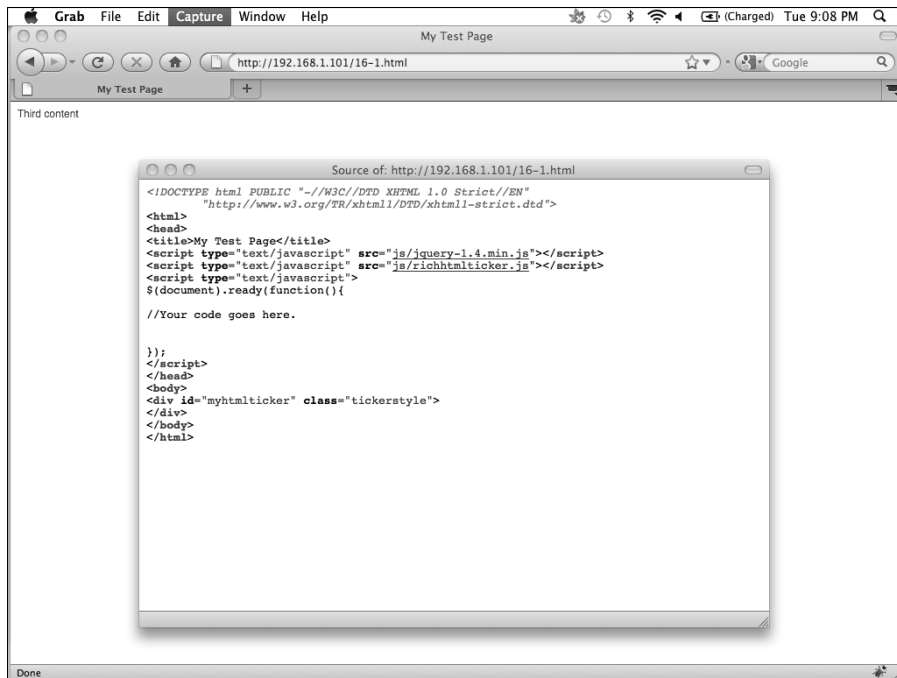 Grab File Edit Capture Window Help (Charged) Tue 9:08 PM
My Test Page
http://192.168.1.101/16-1.html Google
My Test Page +
Third content
Source of: http://192.168.1.101/16-1.html
<!DOCTYPE html PUBLIC "-//W3C//DTD XHTML 1.0 Strict//EN"
"http://www.w3.org/TR/xhtml1/DTD/xhtml1-strict.dtd">
<html>
<head>
<title>My Test Page</title>
<script type="text/javascript" src="js/jquery-1.4.min.js"></script>
<script type="text/javascript" src="js/richhtmlticker.js"></script>
<script type="text/javascript">
$(document).ready(function(){
//Your code goes here.
});
</script>
</head>
<body>
<div id="myhtmlticker" class="tickerstyle">
</div>
</body>
</html>
Done